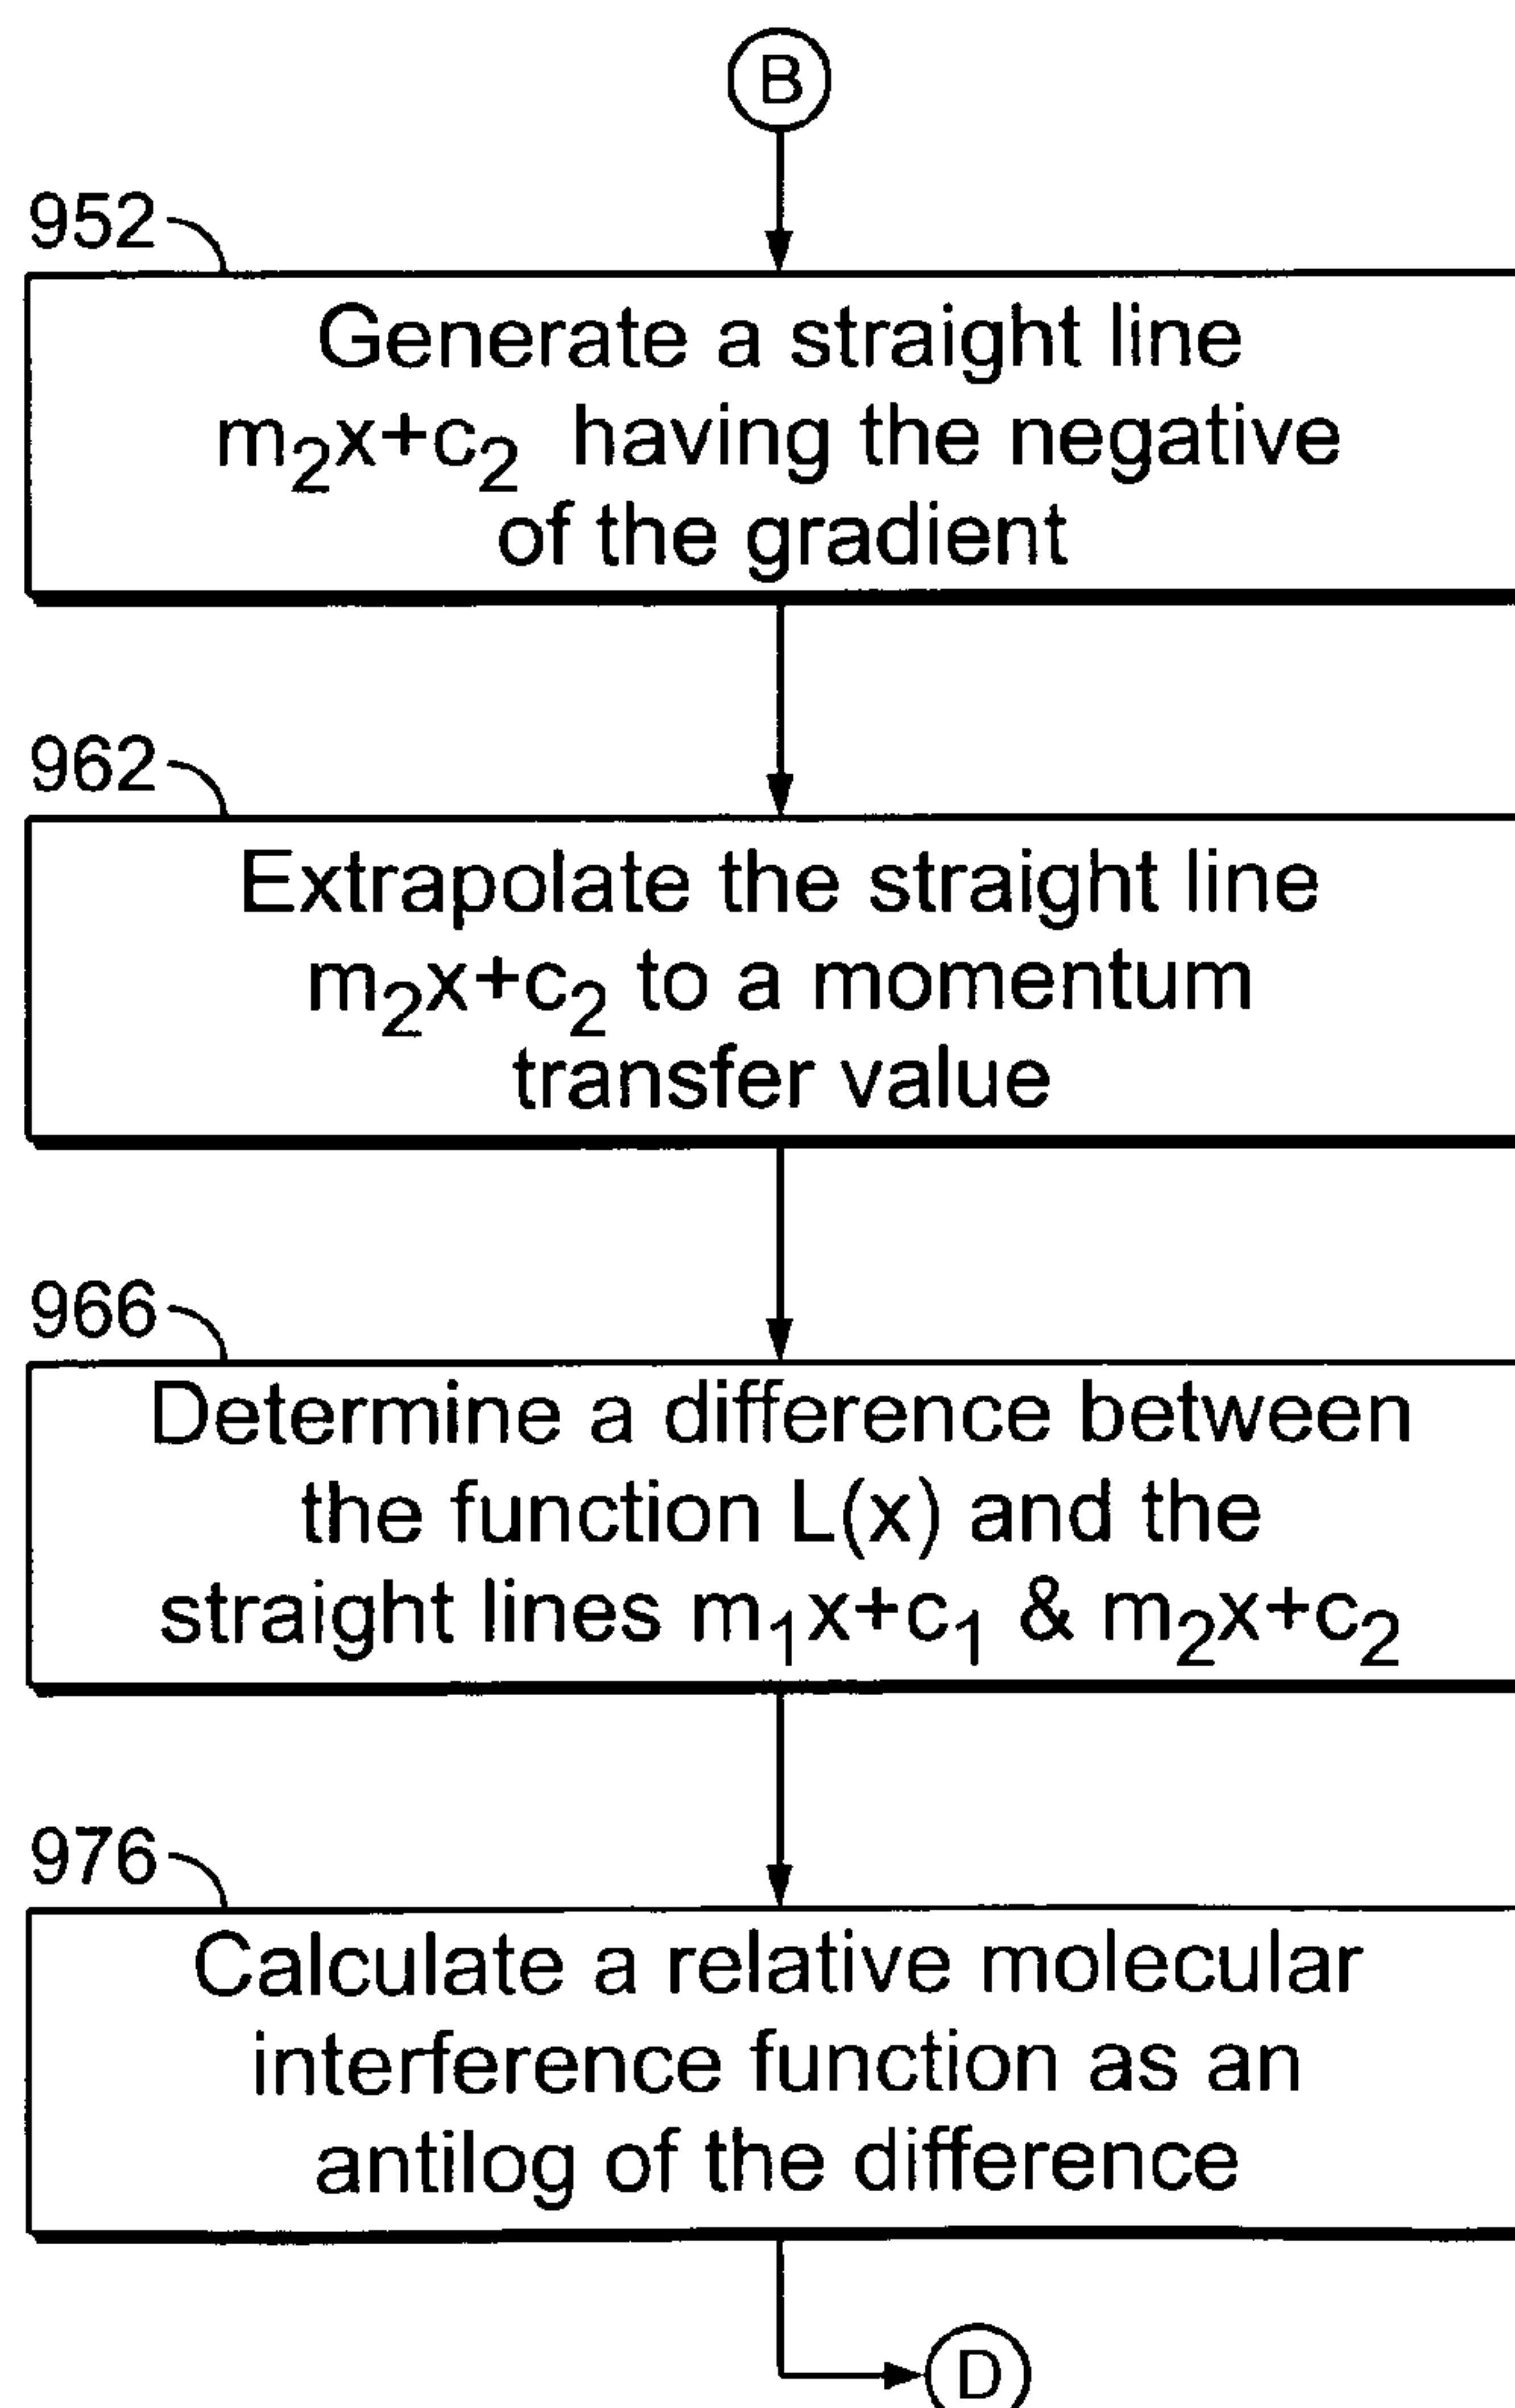 B
952
Generate a straight line
m₂x+c₂ having the negative
of the gradient
962
Extrapolate the straight line
m₂x+c₂ to a momentum
transfer value
966
Determine a difference between
the function L(x) and the
straight lines m₁x+c₁ & m₂x+c₂
976
Calculate a relative molecular
interference function as an
antilog of the difference
D